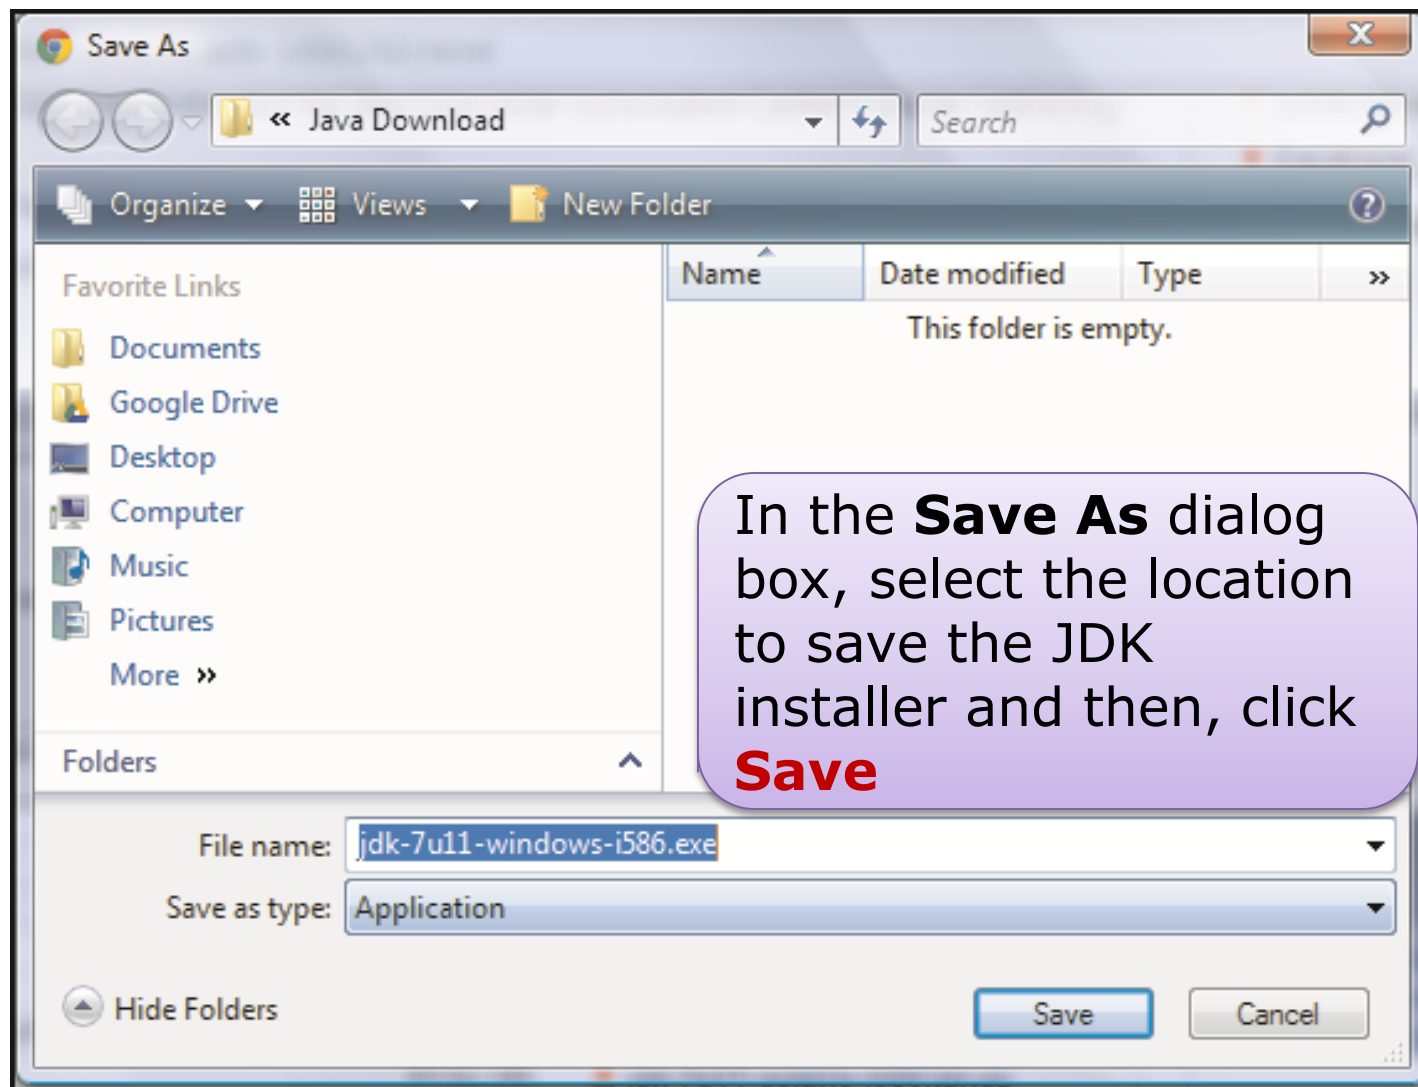 Save As
« Java Download
Search
Organize
Views
New Folder
Favorite Links
Documents
Google Drive
Desktop
Computer
Music
Pictures
More »
Folders
Name
Date modified
Type
»
This folder is empty.
In the Save As dialog
box, select the location
to save the JDK
installer and then, click
Save
File name: jdk-7u11-windows-i586.exe
Save as type: Application
Hide Folders
Save
Cancel